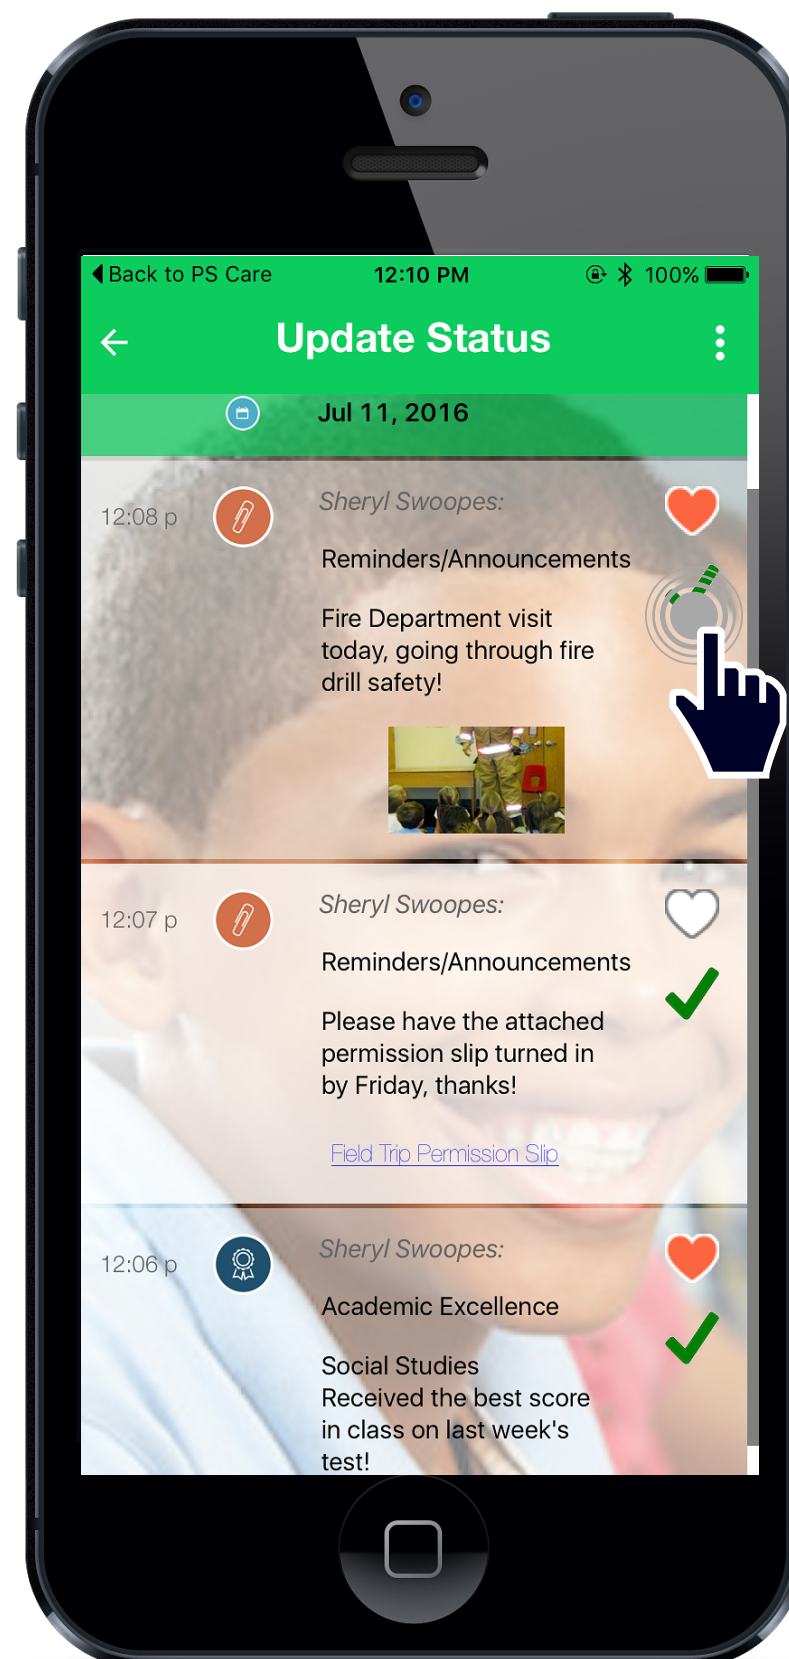 Back to PS Care 12:10 PM 100%
Update Status
Jul 11, 2016
12:08 p
Sheryl Swoopes:
Reminders/Announcements
Fire Department visit
today, going through fire
drill safety!
12:07 p
Sheryl Swoopes:
Reminders/Announcements
Please have the attached
permission slip turned in
by Friday, thanks!
Field Trip Permission Slip
12:06 p
Sheryl Swoopes:
Academic Excellence
Social Studies
Received the best score
in class on last week's
test!